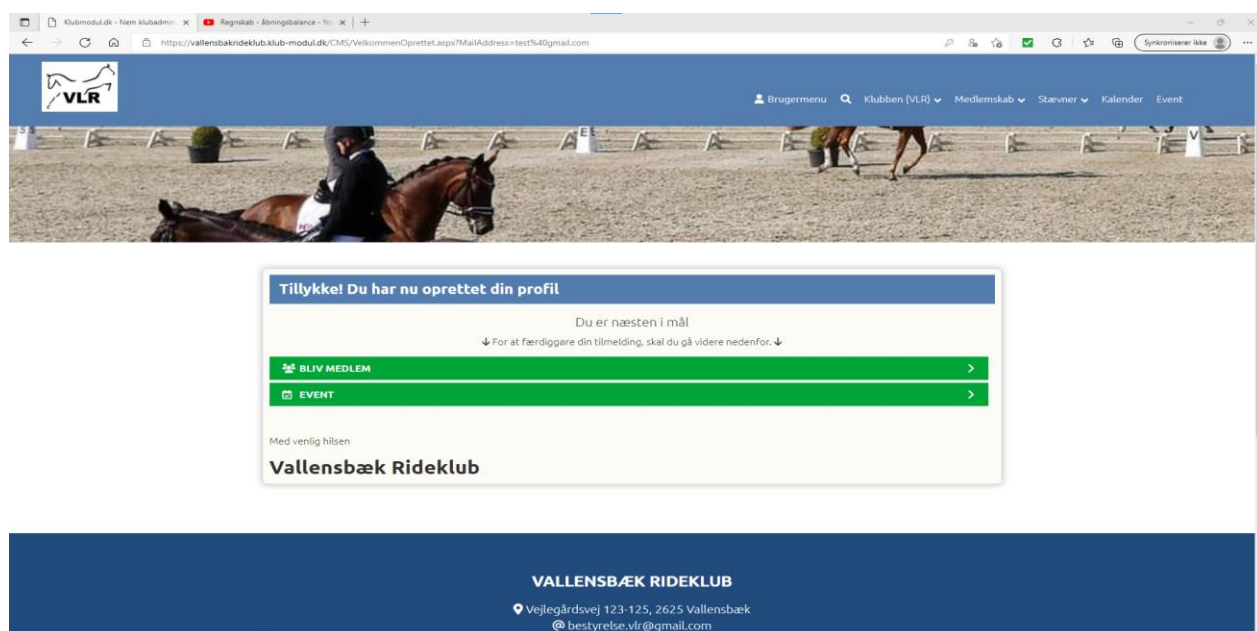 Klubmodul.dk - Nem klubadmin
Regnskab - åbningsbalance - Yo
https://vallensbakrideklub.klub-modul.dk/CMS/VelkommenOprettet.aspx?MailAddress=test%40gmail.com
Synkroniserer ikke
VLR
Brugermenu Klubben (VLR) Medlemskab Stævner Kalender Event
S S E V
Tillykke! Du har nu oprettet din profil
Du er næsten i mål
↓ For at færdiggøre din tilmelding, skal du gå videre nedenfor. ↓
BLIV MEDLEM
EVENT
Med venlig hilsen
Vallensbæk Rideklub
VALLENSBÆK RIDEKLUB
Vejlegårdsvej 123-125, 2625 Vallensbæk
@ bestyrelse.vlr@gmail.com